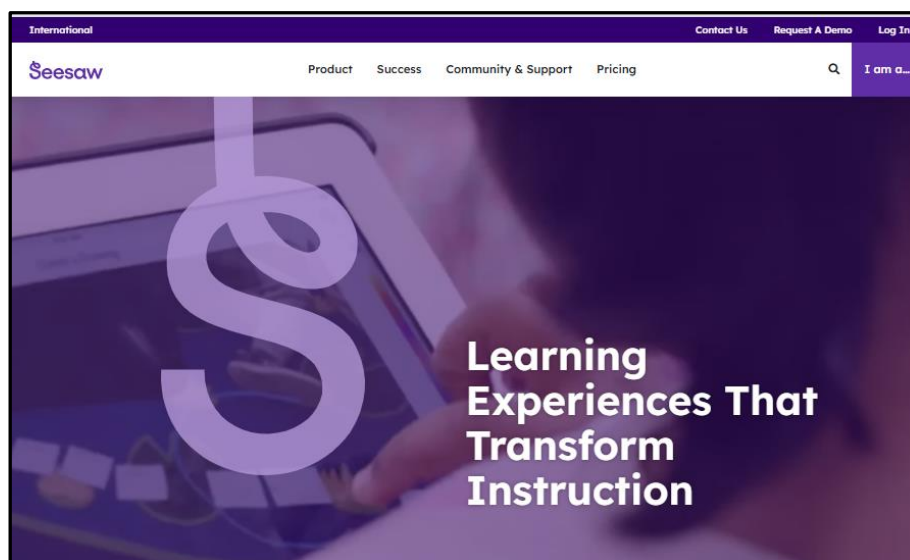 International Contact Us Request A Demo Log In
Seesaw Product Success Community & Support Pricing I am a...
Learning
Experiences That
Transform
Instruction